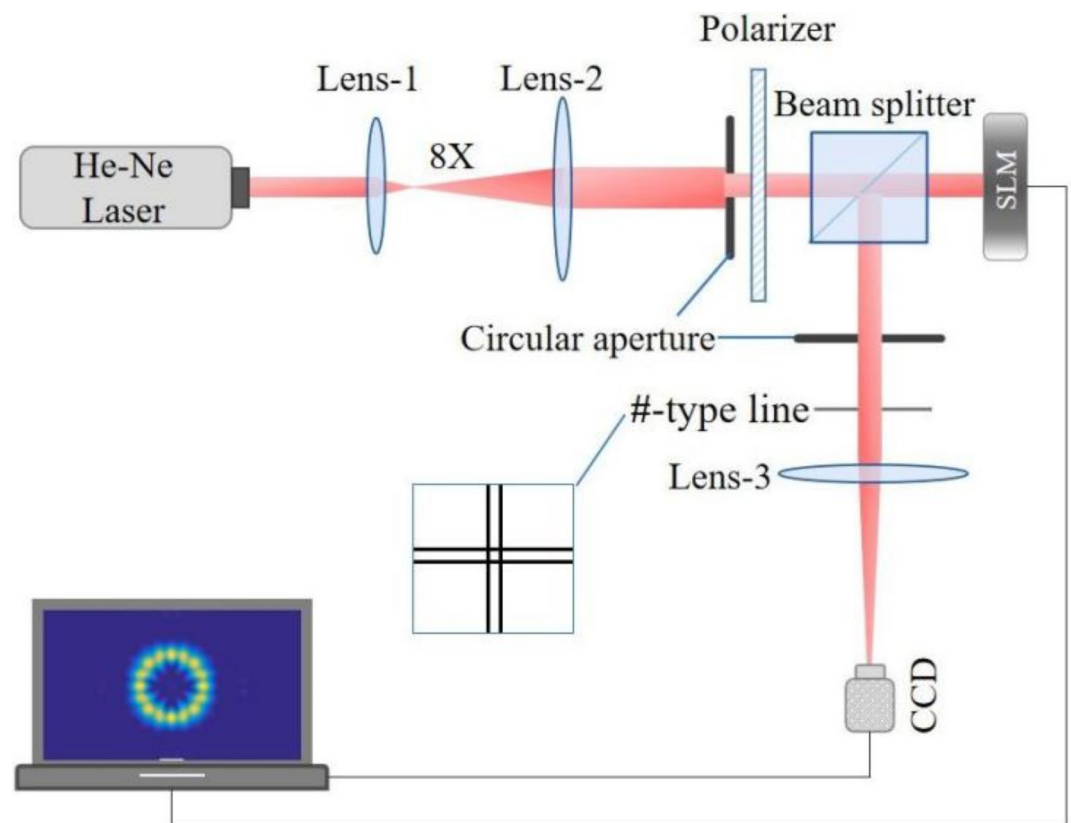 Polarizer
Lens-1
Lens-2
Beam splitter
8X
He-Ne
Laser
SLM
Circular aperture
#-type line
Lens-3
CCD